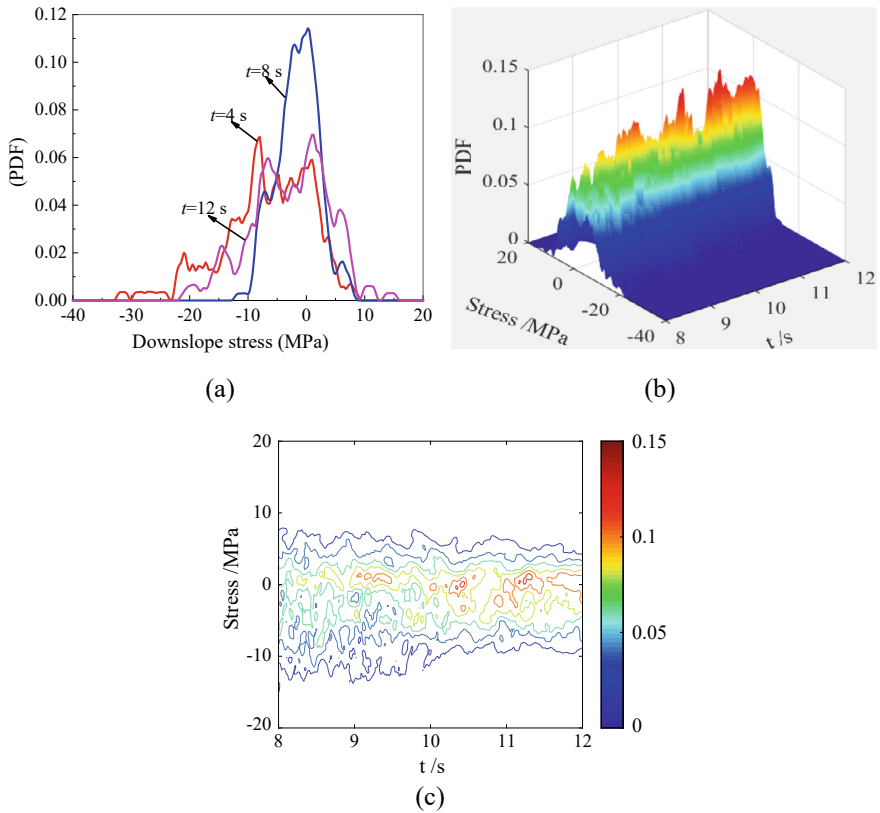 0.12
0.10
0.08
0.06
0.04
0.02
0.00
(PDF)
t=8 s
t=4 s
t=12 s
-40 -30 -20 -10 0 10 20
Downslope stress (MPa)
(a)
0.15
0.1
0.05
0
PDF
20
0
-20
-40
Stress /MPa
8
9
10
11
12
t /s
(b)
20
10
0
-10
-20
Stress /MPa
8 9 10 11 12
t /s
0.15
0.1
0.05
0
(c)